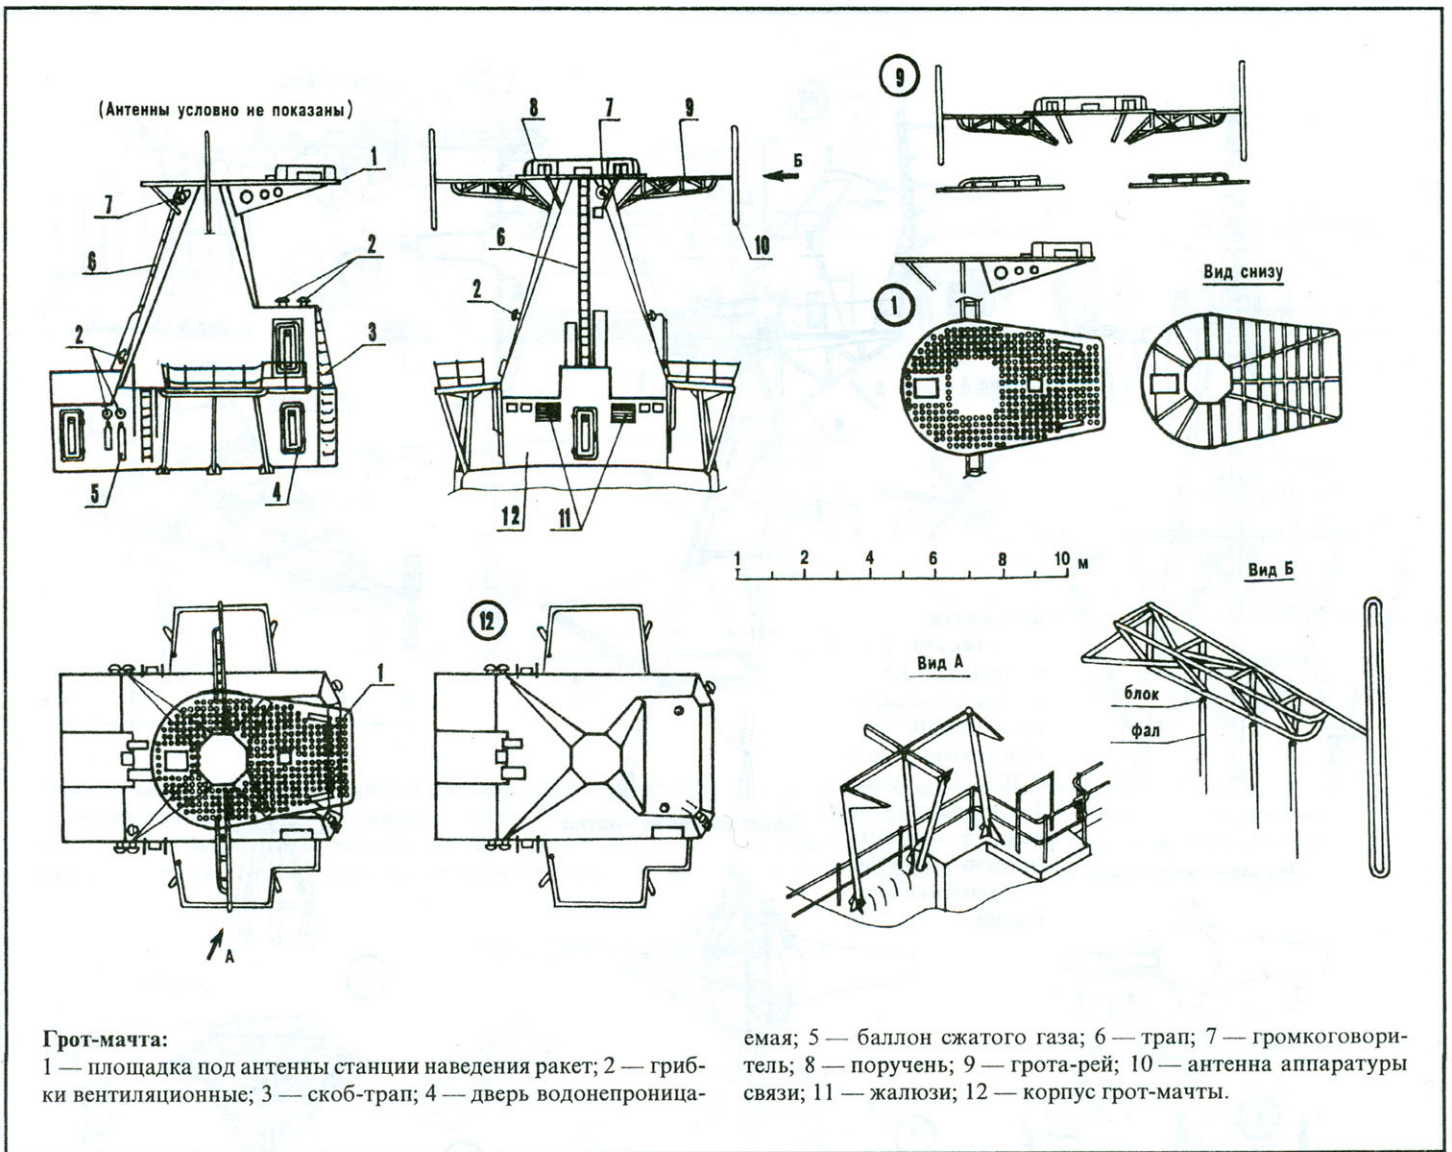 (Антенны условно не показаны)
1
7
6
2
2
3
5
4
8
7
9
Б
6
10
2
12
11
9
1
Вид снизу
1 2 4 6 8 10 м
Вид Б
блок
фал
12
Вид А
1
А
Грот-мачта:
1 — площадка под антенны станции наведения ракет; 2 — гриб-
ки вентиляционные; 3 — скоб-трап; 4 — дверь водонепроница-
емая; 5 — баллон сжатого газа; 6 — трап; 7 — громкоговори-
тель; 8 — поручень; 9 — грота-рей; 10 — антенна аппаратуры
связи; 11 — жалюзи; 12 — корпус грот-мачты.